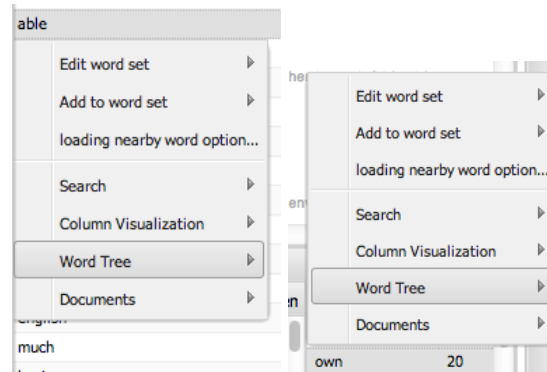 able
Edit word set
Add to word set
loading nearby word option...
Search
Column Visualization
Word Tree
Documents
much
Edit word set
Add to word set
loading nearby word option...
Search
Column Visualization
Word Tree
Documents
own 20